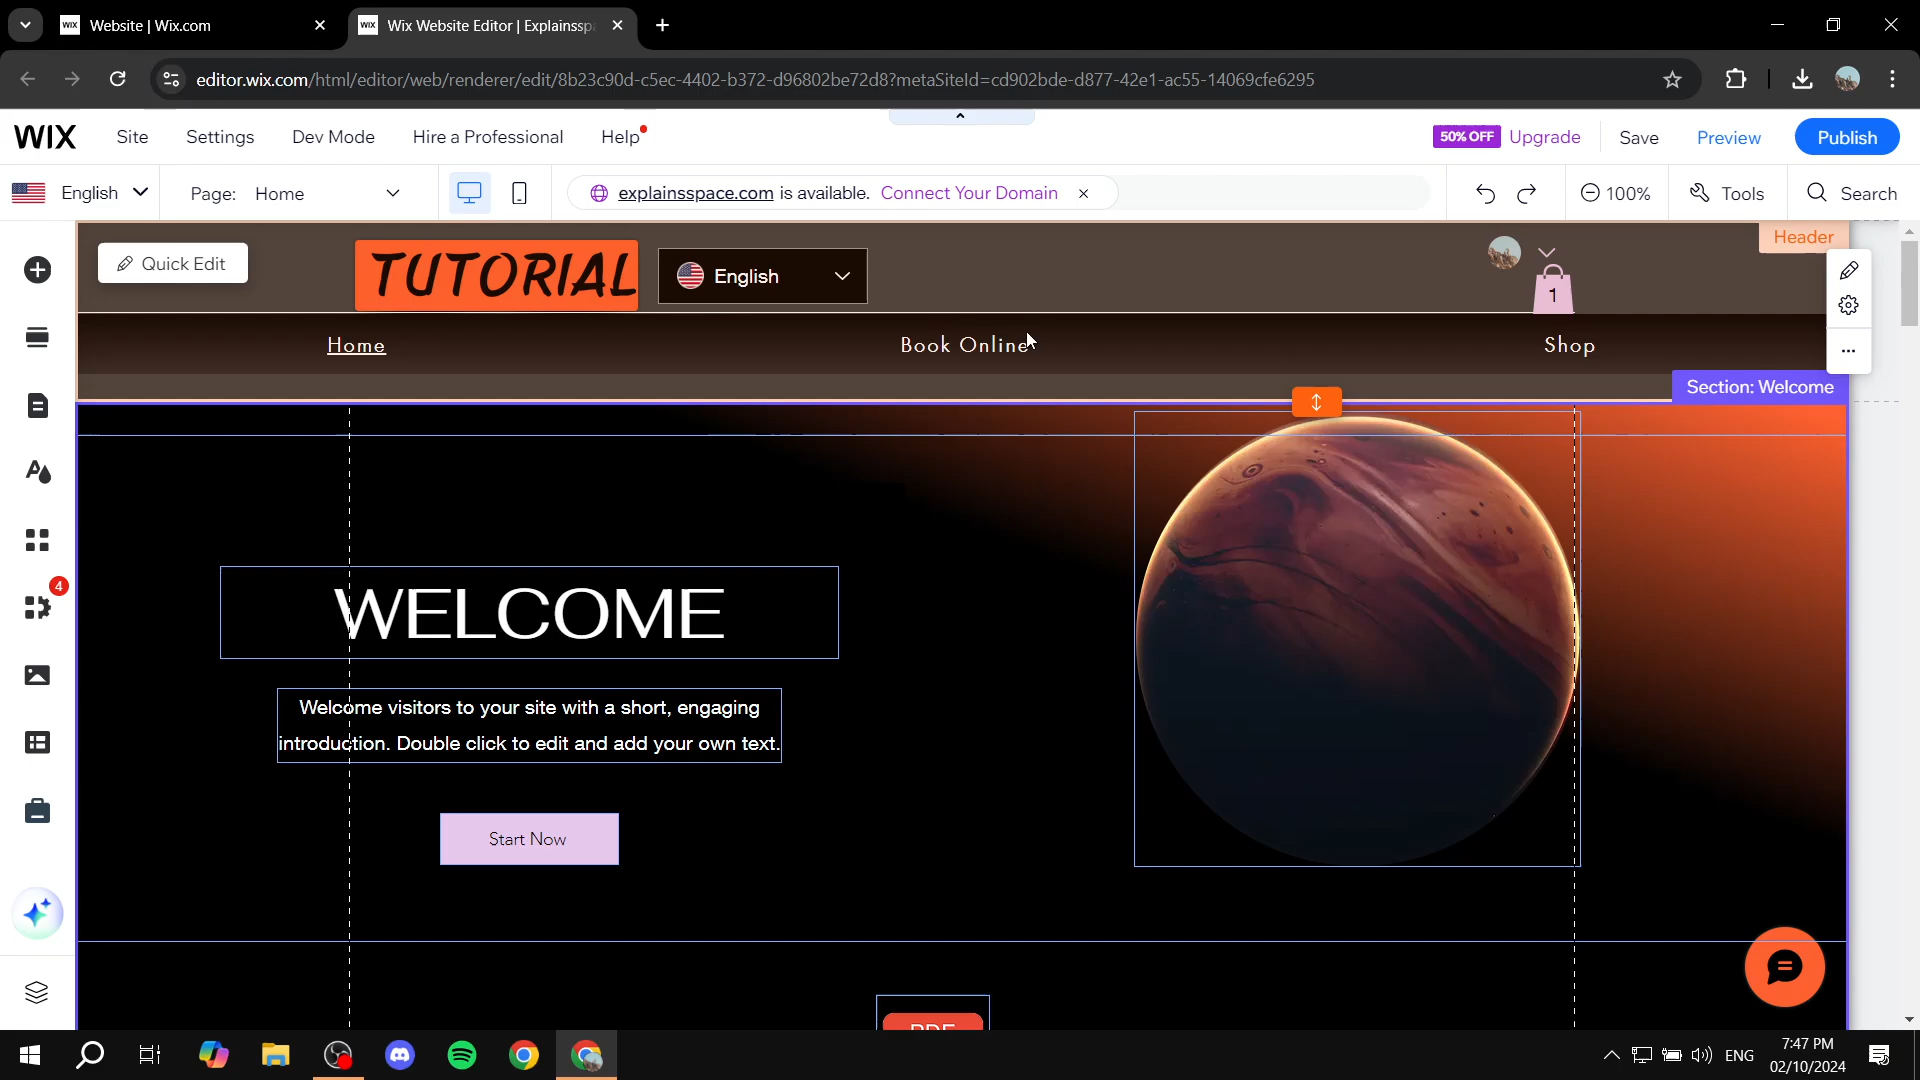 Website | Wix.com
Wix Website Editor | Explainssp
editor.wix.com/html/editor/web/renderer/edit/8b23c90d-c5ec-4402-b372-d96802be72d8?metaSiteId=cd902bde-d877-42e1-ac55-14069cfe6295
WIX Site Settings Dev Mode Hire a Professional Help 50% OFF Upgrade Save Preview Publish
English Page: Home explainsspace.com is available. Connect Your Domain 100% Tools Search
Header
Quick Edit TUTORIAL English 1
Home Book Online Shop
Section: Welcome
4
WELCOME
Welcome visitors to your site with a short, engaging
introduction. Double click to edit and add your own text.
Start Now
PDF
ENG
7:47 PM
02/10/2024